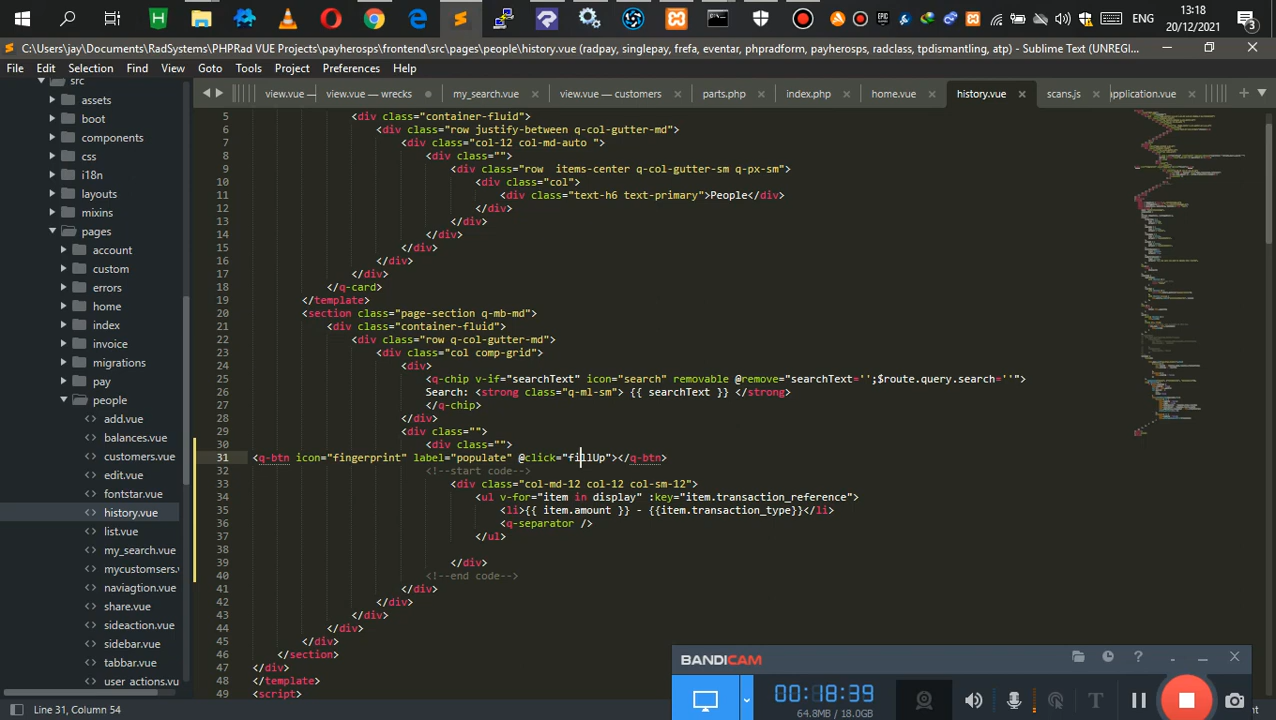 ENG
13:18
20/12/2021
C:\Users\jay\Documents\RadSystems\PHPRad VUE Projects\payherosps\frontend\src\pages\people\history.vue (radpay, singlepay, frefa, eventar, phpradform, payherosps, radclass, tpdismantling, atp) - Sublime Text (UNREGI...
File Edit Selection Find View Goto Tools Project Preferences Help
src
assets
boot
components
css
i18n
layouts
mixins
pages
account
custom
errors
home
index
invoice
migrations
pay
people
add.vue
balances.vue
customers.vue
edit.vue
fontstar.vue
history.vue
list.vue
my_search.vue
mycustomsers.
naviagtion.vue
share.vue
sideaction.vue
sidebar.vue
tabbar.vue
user_actions.vu
view.vue — view.vue — wrecks my_search.vue view.vue — customers parts.php index.php home.vue history.vue scans.js application.vue
5 <div class="container-fluid">
6 <div class="row justify-between q-col-gutter-md">
7 <div class="col-12 col-md-auto ">
8 <div class="">
9 <div class="row  items-center q-col-gutter-sm q-px-sm">
10 <div class="col">
11 <div class="text-h6 text-primary">People</div>
12 </div>
13 </div>
14 </div>
15 </div>
16 </div>
17 </div>
18 </q-card>
19 </template>
20 <section class="page-section q-mb-md">
21 <div class="container-fluid">
22 <div class="row q-col-gutter-md">
23 <div class="col comp-grid">
24 <div>
25 <q-chip v-if="searchText" icon="search" removable @remove="searchText='';$route.query.search=''">
26 Search: <strong class="q-ml-sm"> {{ searchText }} </strong>
27 </q-chip>
28 </div>
29 <div class="">
30 <div class="">
31 <q-btn icon="fingerprint" label="populate" @click="fillUp"></q-btn>
32 <!--start code-->
33 <div class="col-md-12 col-12 col-sm-12">
34 <ul v-for="item in display" :key="item.transaction_reference">
35 <li>{{ item.amount }} - {{item.transaction_type}}</li>
36 <q-separator />
37 </ul>
38
39 </div>
40 <!--end code-->
41 </div>
42 </div>
43 </div>
44 </div>
45 </div>
46 </section>
47 </div>
48 </template>
49 <script>
BANDICAM
00:18:39
64.8MB / 18.0GB
Line 31, Column 54